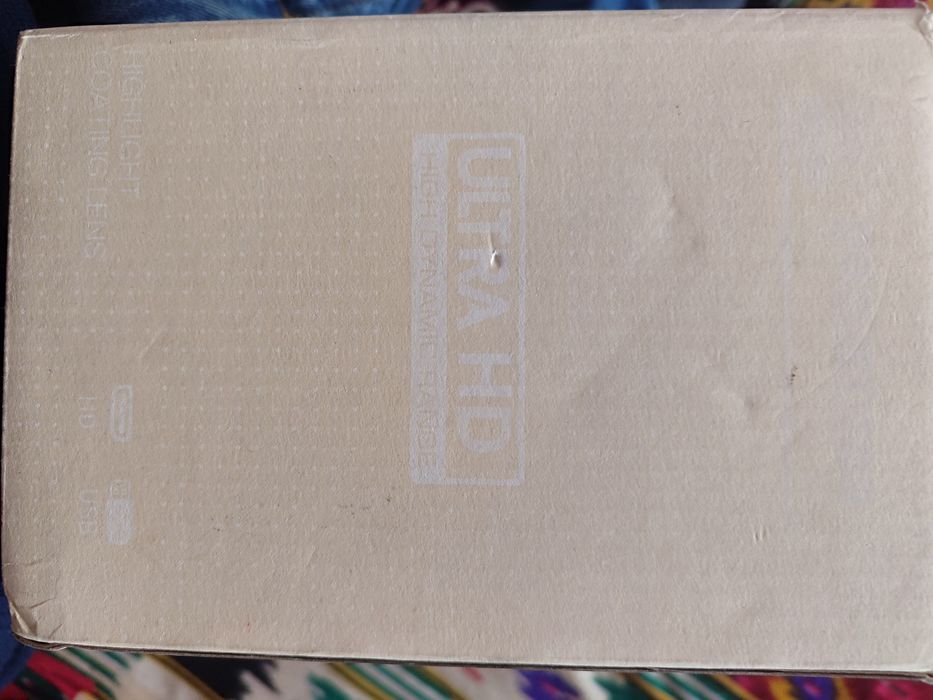 ULTRA HD
HIGH DYNAMIC RANGE
HIGHLIGHT
COATING LENS
HD
USB